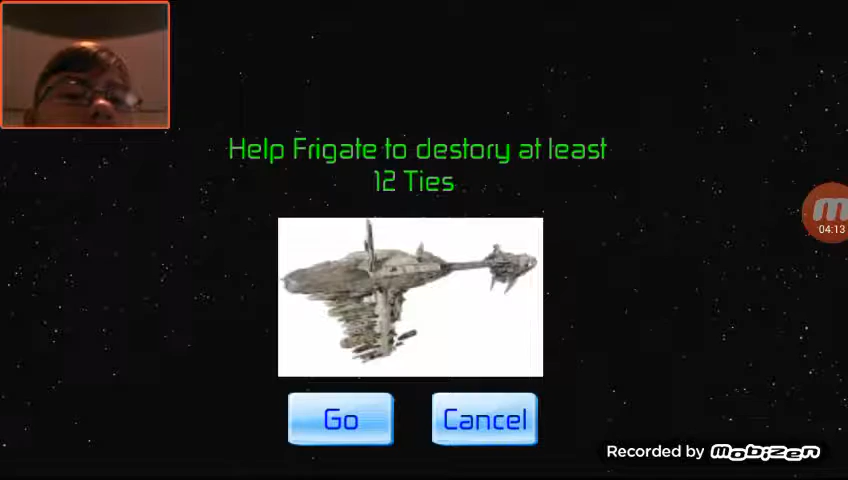 Help Frigate to destory at least
12 Ties
Go
Cancel
04:13
Recorded by mobizen